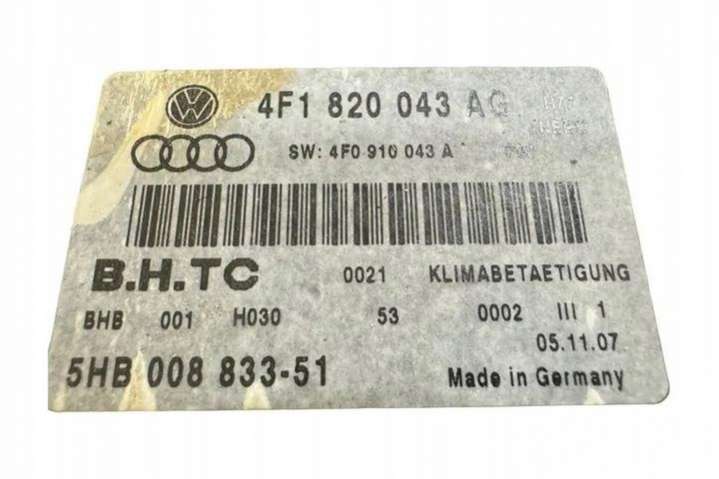 4F1 820 043 AG
SW: 4F0 910 043 A
B.H.TC 0021 KLIMABETAETIGUNG
BHB 001 H030 53 0002 III 1
05.11.07
5HB 008 833-51 Made in Germany